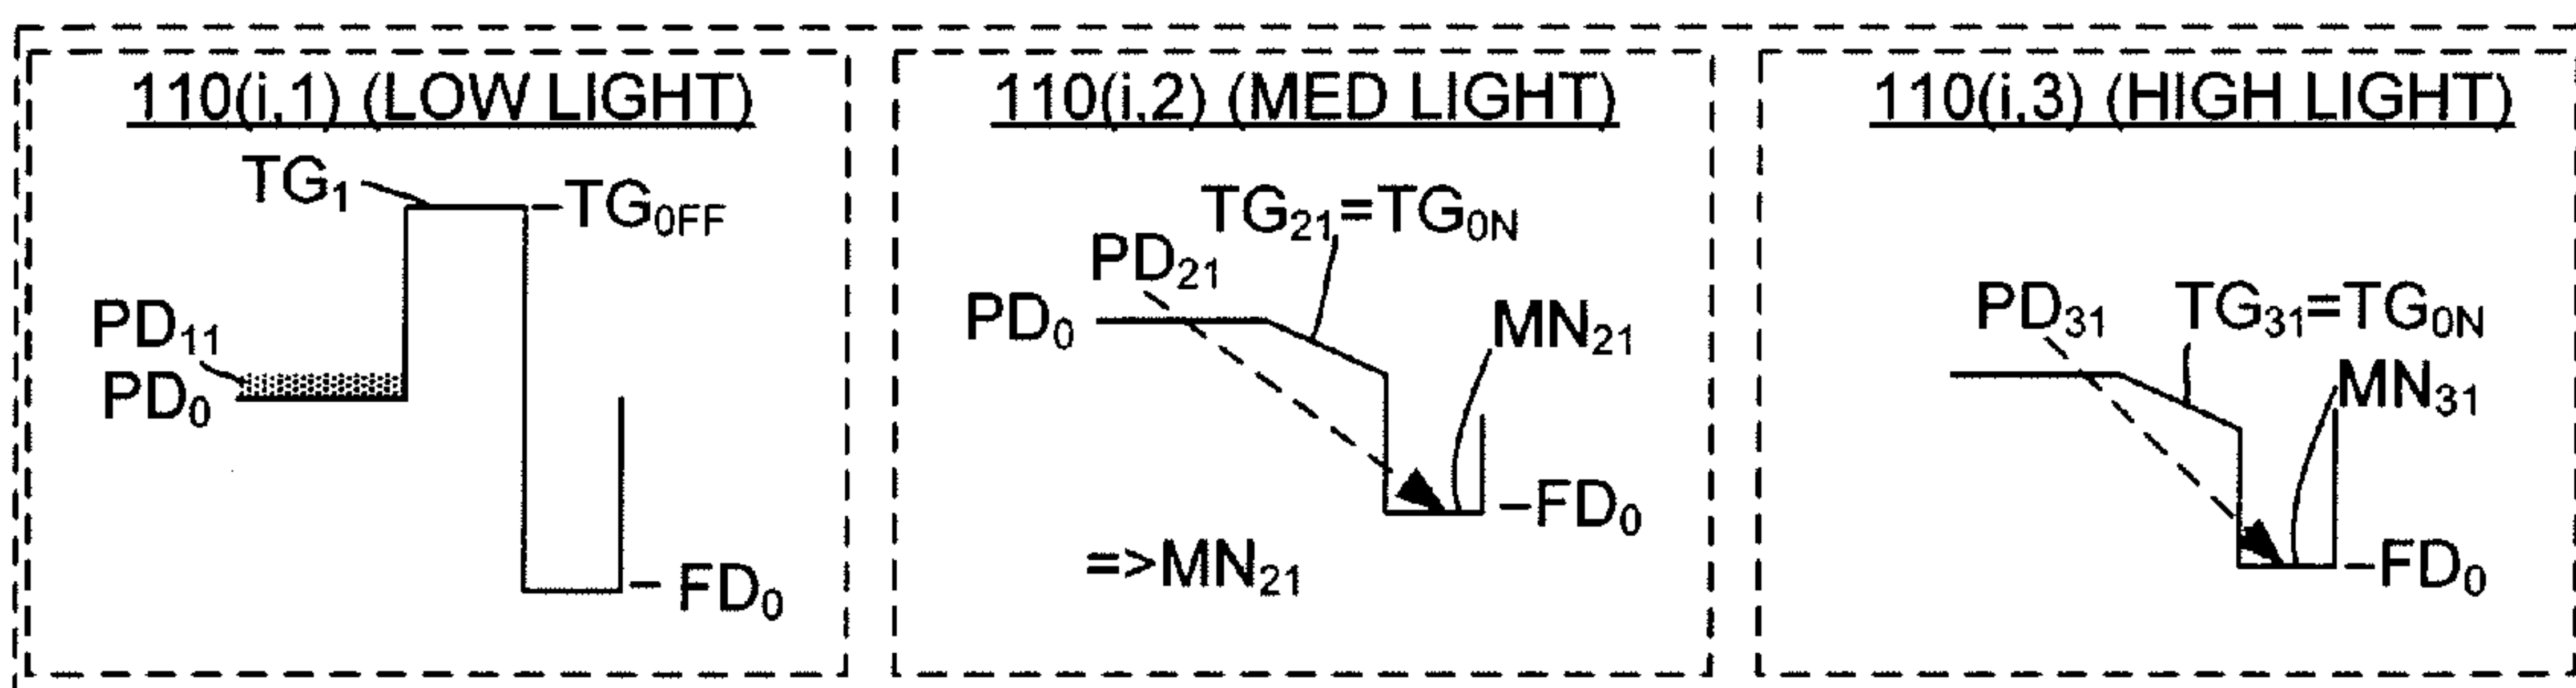 110(i,1) (LOW LIGHT)
TG₁
TG₀FF
PD₁₁
PD₀
FD₀
110(i,2) (MED LIGHT)
TG₂₁=TG₀N
PD₂₁
PD₀
MN₂₁
FD₀
=>MN₂₁
110(i,3) (HIGH LIGHT)
PD₃₁
TG₃₁=TG₀N
MN₃₁
FD₀